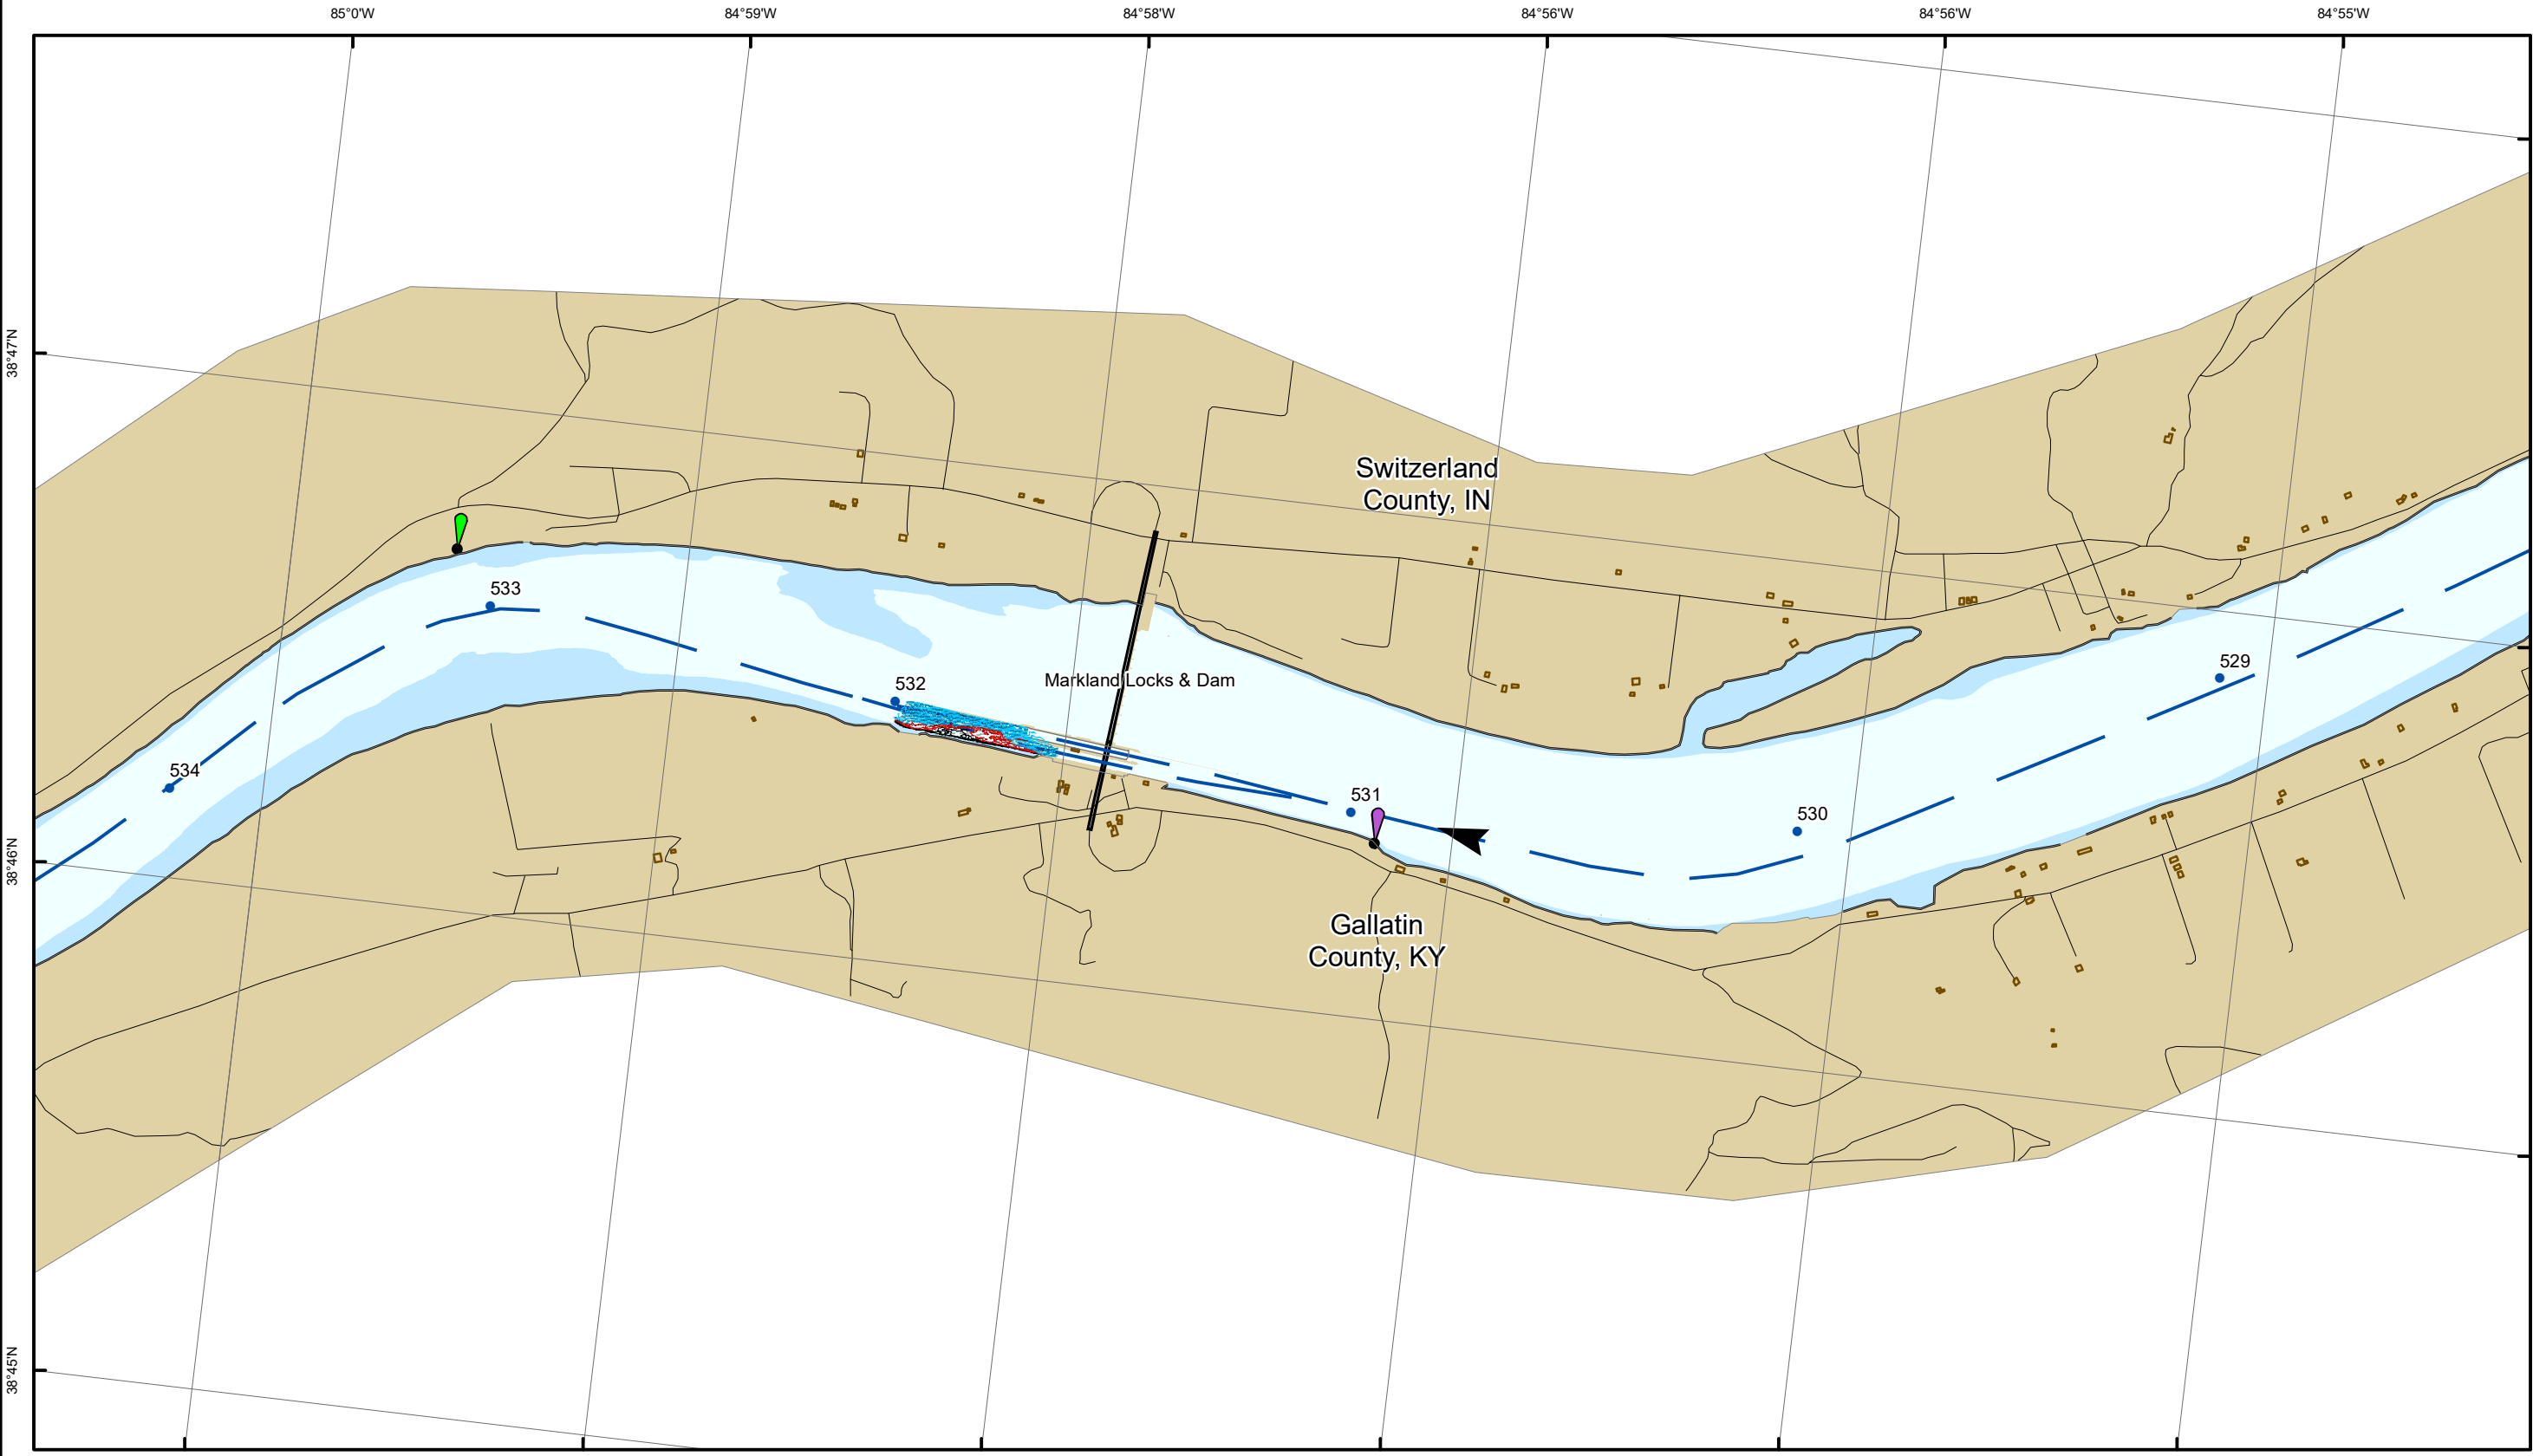 85°0'W
84°59'W
84°58'W
84°56'W
84°56'W
84°55'W
38°47'N
38°46'N
38°45'N
Switzerland
County, IN
533
532
Markland Locks & Dam
529
534
531
530
Gallatin
County, KY